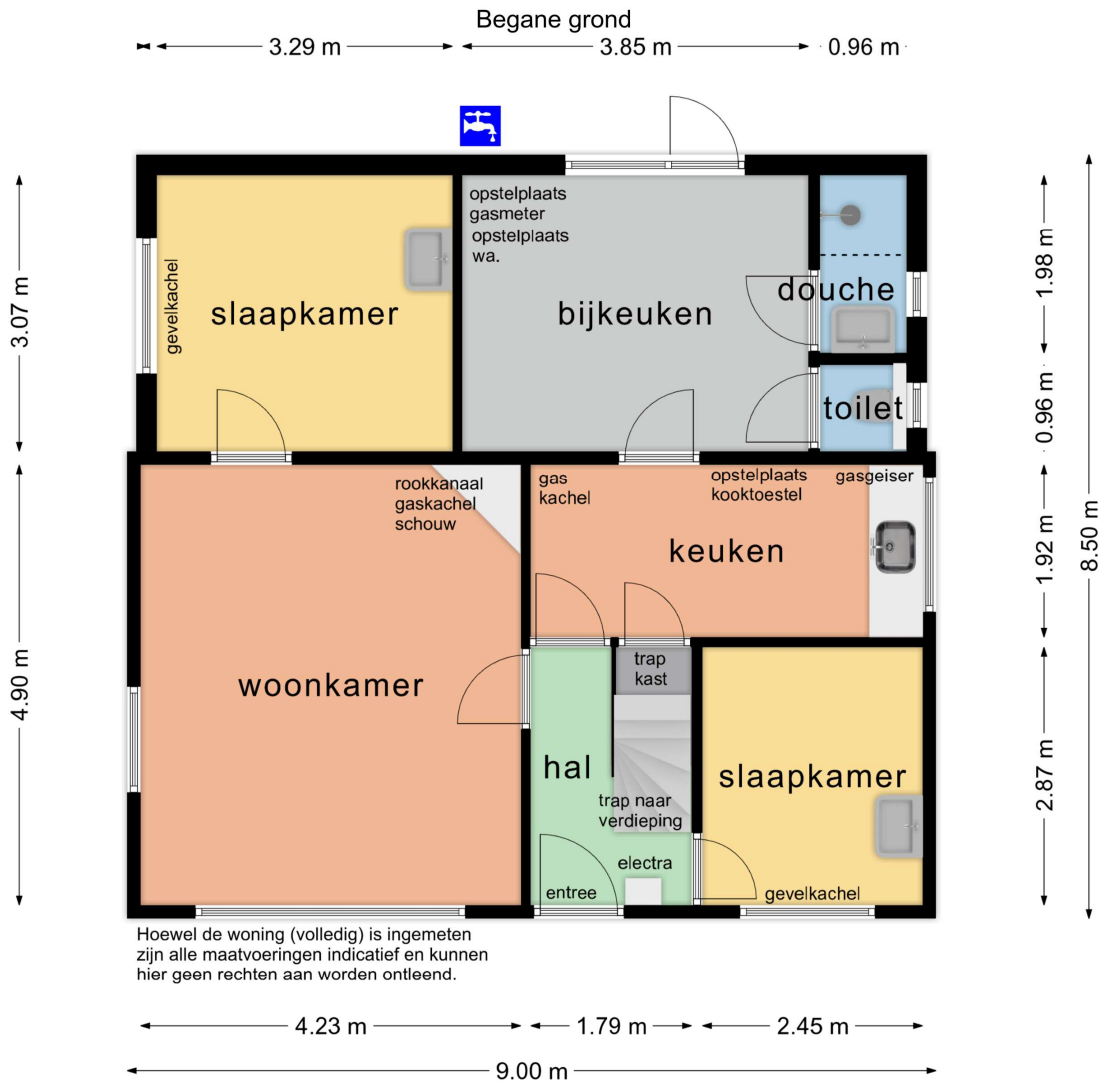 Begane grond
3.29 m
3.85 m
0.96 m
opstelplaats
gasmeter
opstelplaats
wa.
gevelkachel
slaapkamer
bijkeuken
douche
toilet
3.07 m
1.98 m
0.96 m
8.50 m
rookkanaal
gaskachel
schouw
gas
kachel
opstelplaats
kooktoestel
gasgeiser
keuken
1.92 m
4.90 m
woonkamer
trap
kast
hal
trap naar
verdieping
slaapkamer
2.87 m
electra
entree
gevelkachel
Hoewel de woning (volledig) is ingemeten
zijn alle maatvoeringen indicatief en kunnen
hier geen rechten aan worden ontleend.
4.23 m
1.79 m
2.45 m
9.00 m